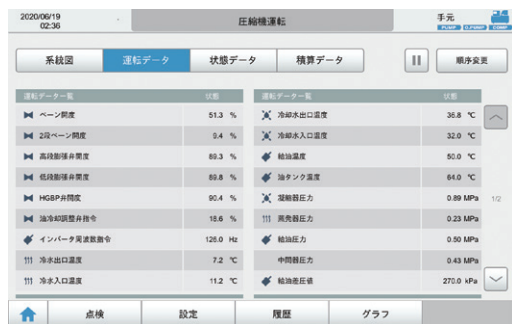 2020/06/19
02:36
圧縮機運転
手元
系統図
運転データ
状態データ
積算データ
順序変更
運転データ一覧 状態
ベーン開度 51.3 %
2段ベーン開度 9.4 %
高段膨張弁開度 89.3 %
低段膨張弁開度 89.8 %
HGBP弁開度 90.4 %
油冷却調整弁指令 18.6 %
インバータ周波数指令 126.0 Hz
冷水出口温度 7.2 ℃
冷水入口温度 11.2 ℃
運転データ一覧 状態
冷却水出口温度 36.8 ℃
冷却水入口温度 32.0 ℃
給油温度 50.0 ℃
油タンク温度 64.0 ℃
凝縮器圧力 0.89 MPa
蒸発器圧力 0.23 MPa
給油圧力 0.50 MPa
中間器圧力 0.43 MPa
給油差圧値 270.0 kPa
1/2
点検
設定
履歴
グラフ